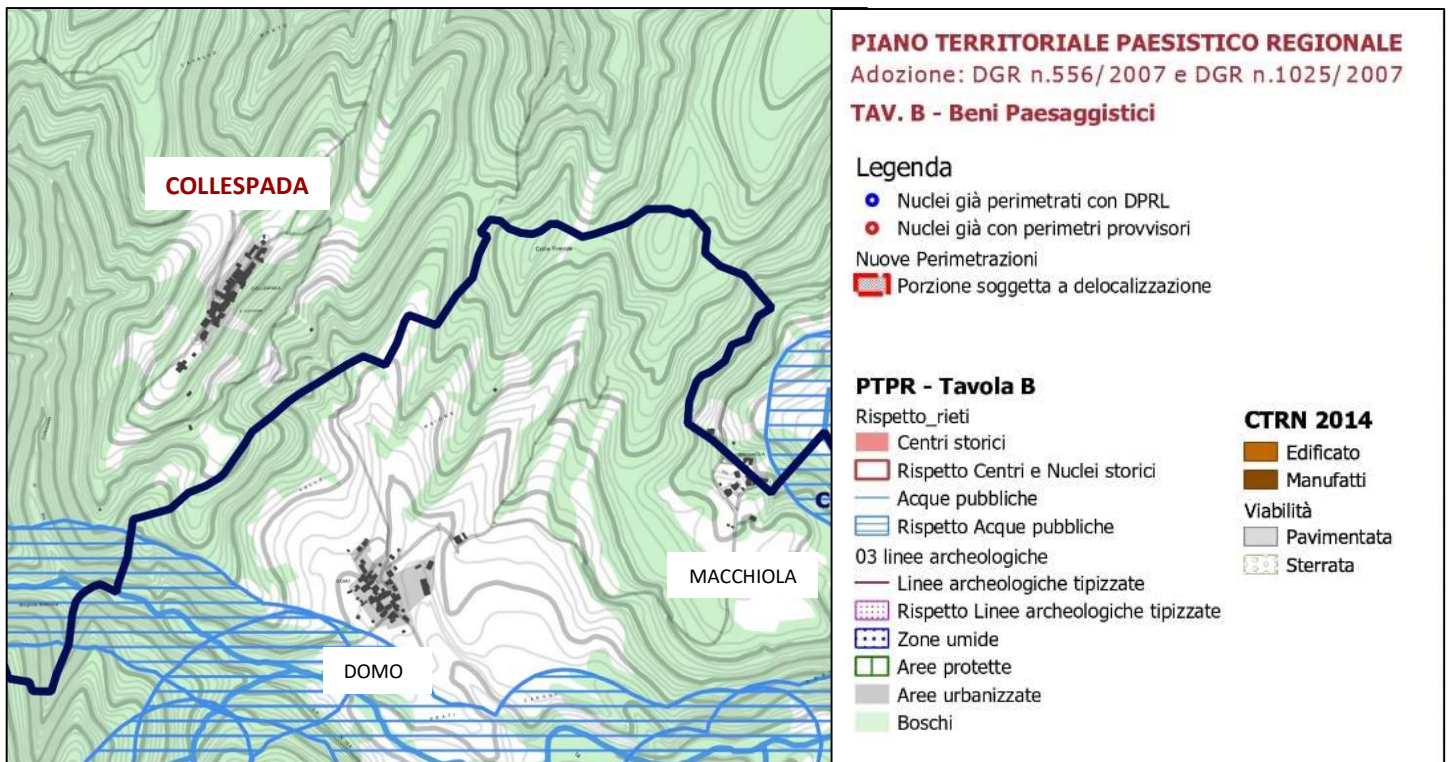 COLLESPADA
Colle Firenze
MACCHIOLA
DOMO
PRATI
C
PIANO TERRITORIALE PAESISTICO REGIONALE
Adozione: DGR n.556/2007 e DGR n.1025/2007
TAV. B - Beni Paesaggistici
Legenda
Nuclei già perimetrati con DPRL
Nuclei già con perimetri provvisori
Nuove Perimetrazioni
Porzione soggetta a delocalizzazione
PTPR - Tavola B
Rispetto_rieti
Centri storici
Rispetto Centri e Nuclei storici
Acque pubbliche
Rispetto Acque pubbliche
03 linee archeologiche
Linee archeologiche tipizzate
Rispetto Linee archeologiche tipizzate
Zone umide
Aree protette
Aree urbanizzate
Boschi
CTRN 2014
Edificato
Manufatti
Viabilità
Pavimentata
Sterrata